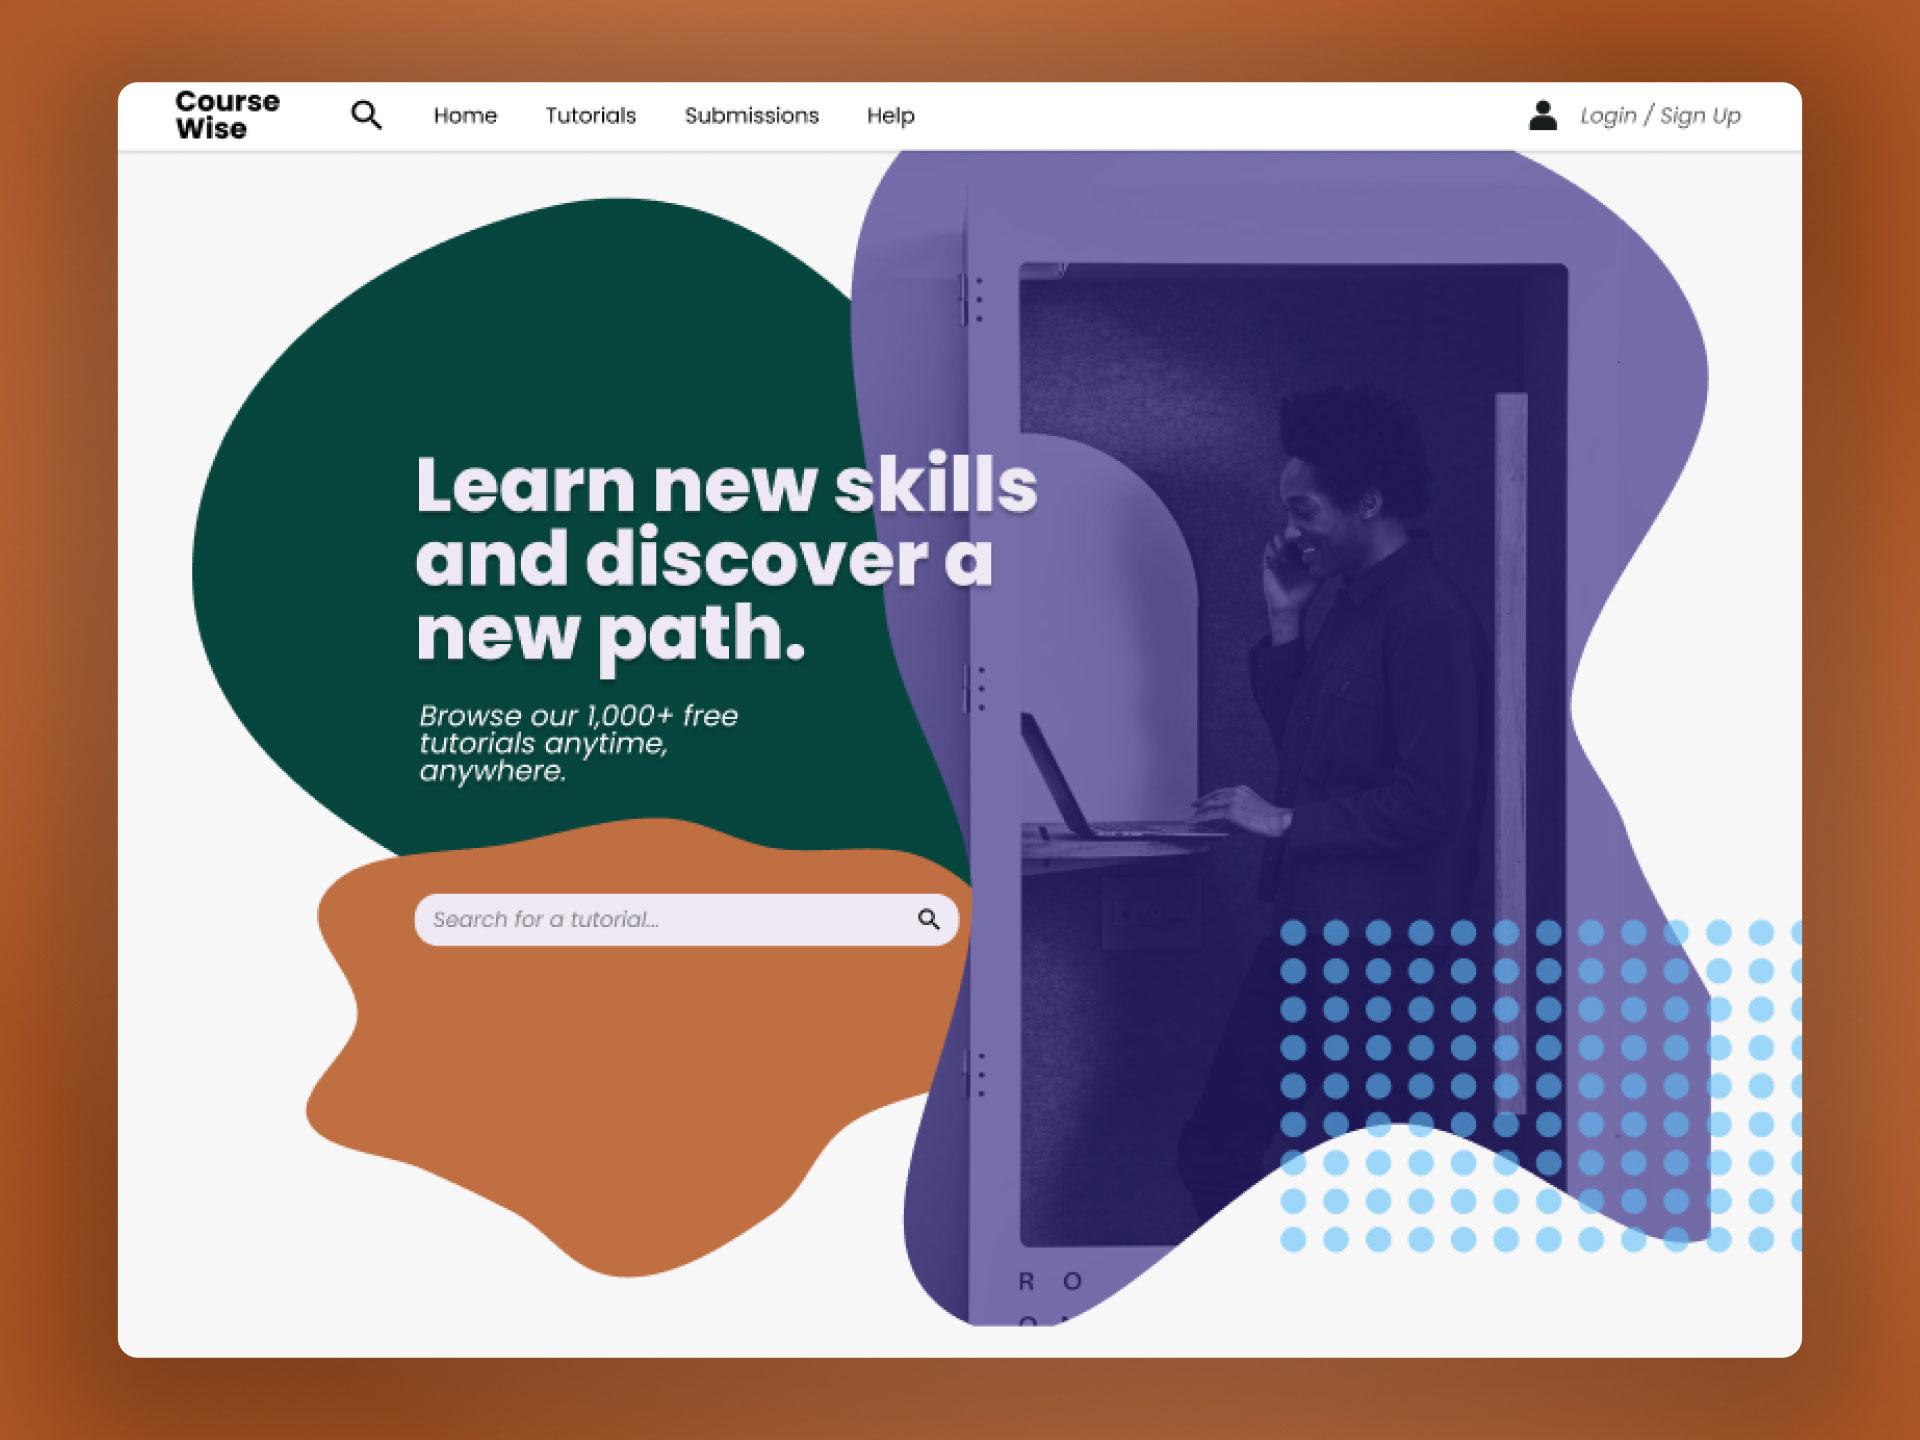 Course
Wise
Home
Tutorials
Submissions
Help
Login / Sign Up
Learn new skills
and discover a
new path.
Browse our 1,000+ free
tutorials anytime,
anywhere.
Search for a tutorial...
R O